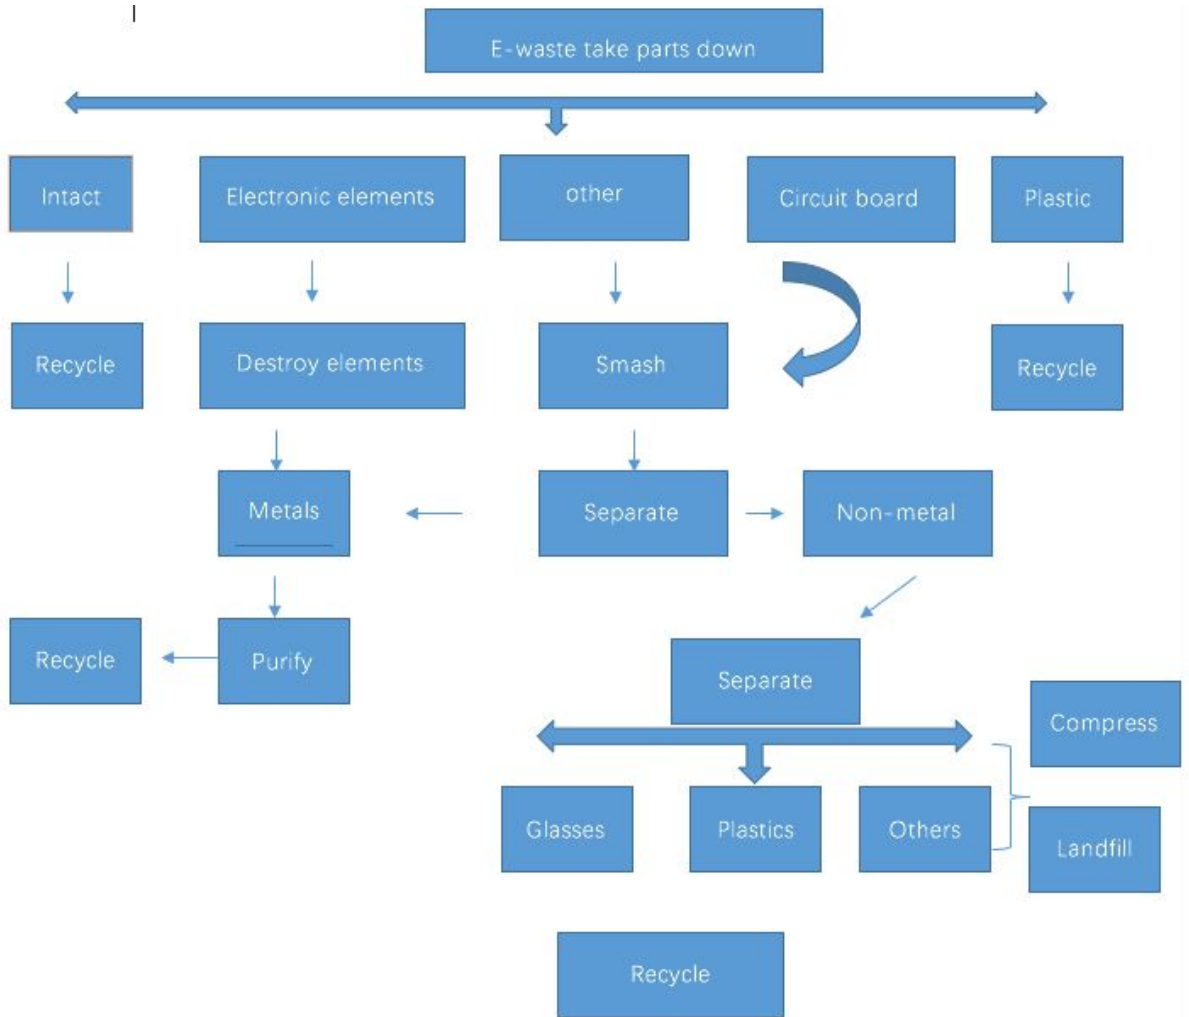 E-waste take parts down
Intact
Electronic elements
other
Circuit board
Plastic
Recycle
Destroy elements
Smash
Recycle
Metals
Separate
Non-metal
Recycle
Purify
Separate
Compress
Glasses
Plastics
Others
Landfill
Recycle